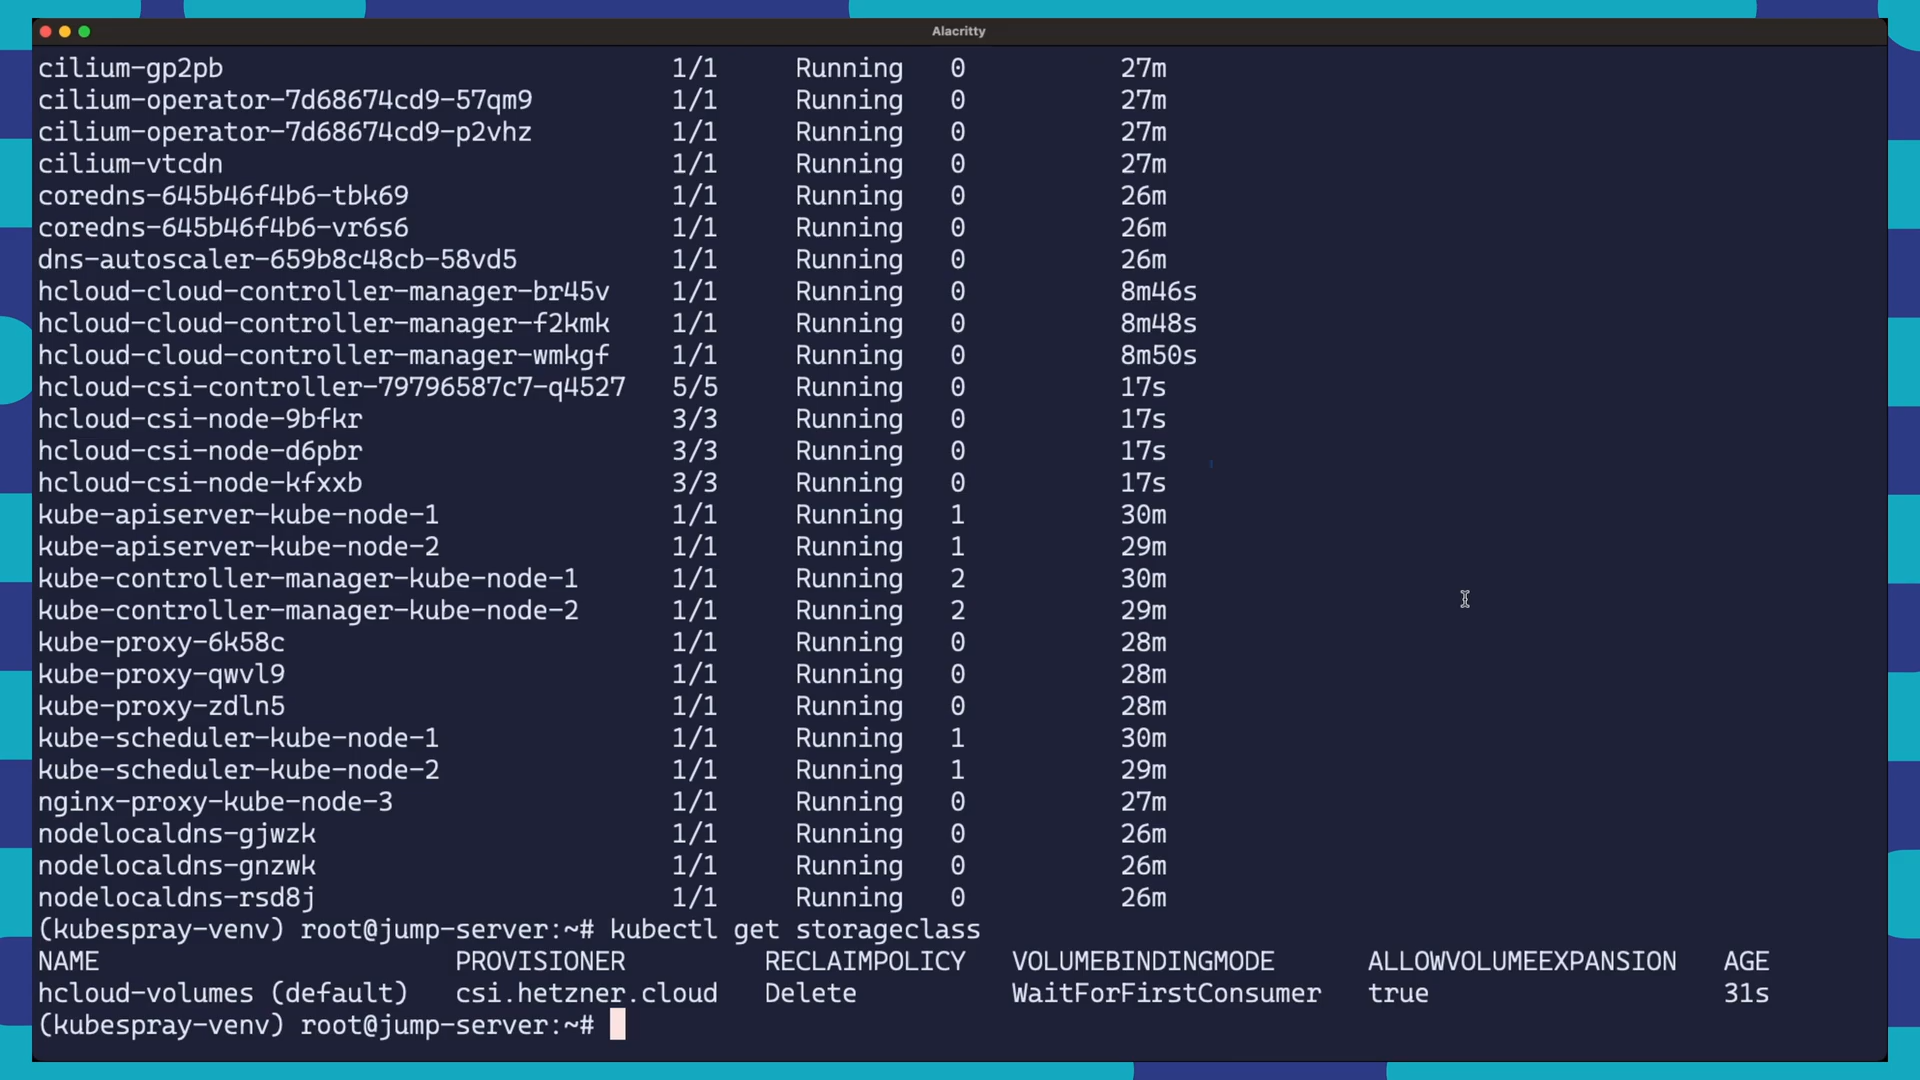 Alacritty
cilium-gp2pb 1/1 Running 0 27m
cilium-operator-7d68674cd9-57qm9 1/1 Running 0 27m
cilium-operator-7d68674cd9-p2vhz 1/1 Running 0 27m
cilium-vtcdn 1/1 Running 0 27m
coredns-645b46f4b6-tbk69 1/1 Running 0 26m
coredns-645b46f4b6-vr6s6 1/1 Running 0 26m
dns-autoscaler-659b8c48cb-58vd5 1/1 Running 0 26m
hcloud-cloud-controller-manager-br45v 1/1 Running 0 8m46s
hcloud-cloud-controller-manager-f2kmk 1/1 Running 0 8m48s
hcloud-cloud-controller-manager-wmkgf 1/1 Running 0 8m50s
hcloud-csi-controller-79796587c7-q4527 5/5 Running 0 17s
hcloud-csi-node-9bfkr 3/3 Running 0 17s
hcloud-csi-node-d6pbr 3/3 Running 0 17s
hcloud-csi-node-kfxxb 3/3 Running 0 17s
kube-apiserver-kube-node-1 1/1 Running 1 30m
kube-apiserver-kube-node-2 1/1 Running 1 29m
kube-controller-manager-kube-node-1 1/1 Running 2 30m
kube-controller-manager-kube-node-2 1/1 Running 2 29m
kube-proxy-6k58c 1/1 Running 0 28m
kube-proxy-qwvl9 1/1 Running 0 28m
kube-proxy-zdln5 1/1 Running 0 28m
kube-scheduler-kube-node-1 1/1 Running 1 30m
kube-scheduler-kube-node-2 1/1 Running 1 29m
nginx-proxy-kube-node-3 1/1 Running 0 27m
nodelocaldns-gjwzk 1/1 Running 0 26m
nodelocaldns-gnzwk 1/1 Running 0 26m
nodelocaldns-rsd8j 1/1 Running 0 26m
(kubespray-venv) root@jump-server:~# kubectl get storageclass
NAME PROVISIONER RECLAIMPOLICY VOLUMEBINDINGMODE ALLOWVOLUMEEXPANSION AGE
hcloud-volumes (default) csi.hetzner.cloud Delete WaitForFirstConsumer true 31s
(kubespray-venv) root@jump-server:~#